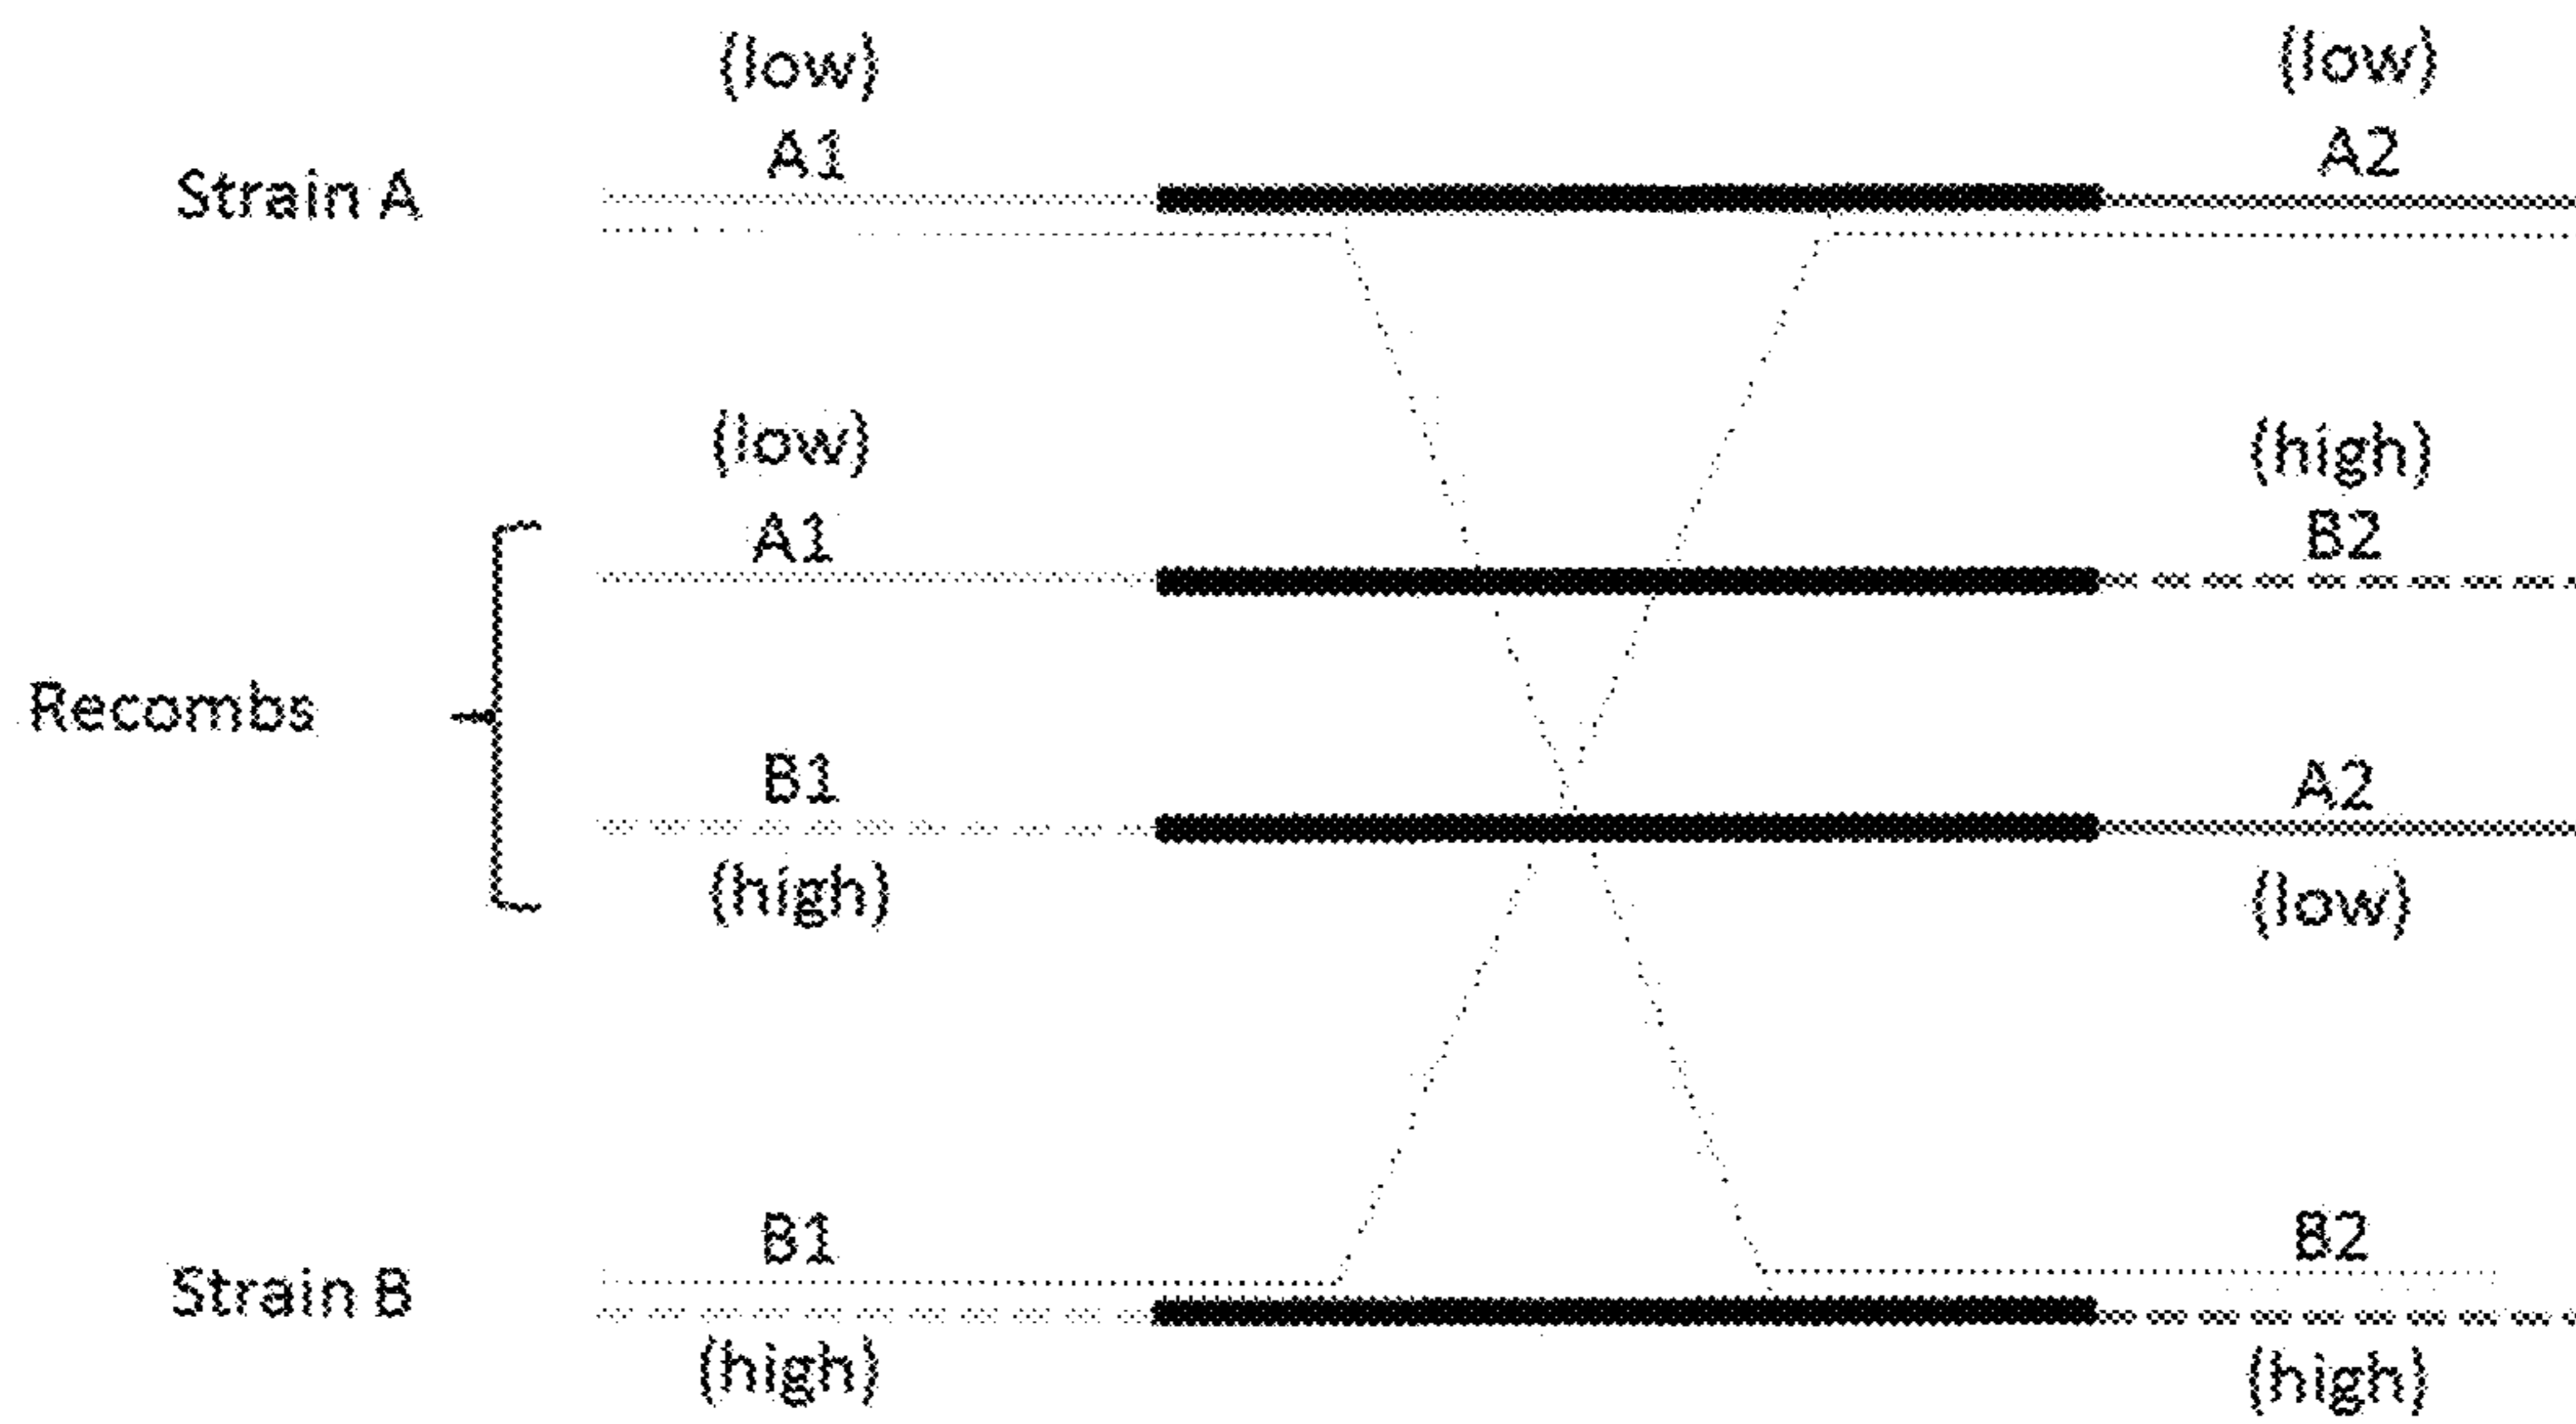 (low) (low)
A1 A2
Strain A
(low) (high)
A1 B2
Recombs
B1 A2
(high) (low)
B1 B2
Strain B
(high) (high)